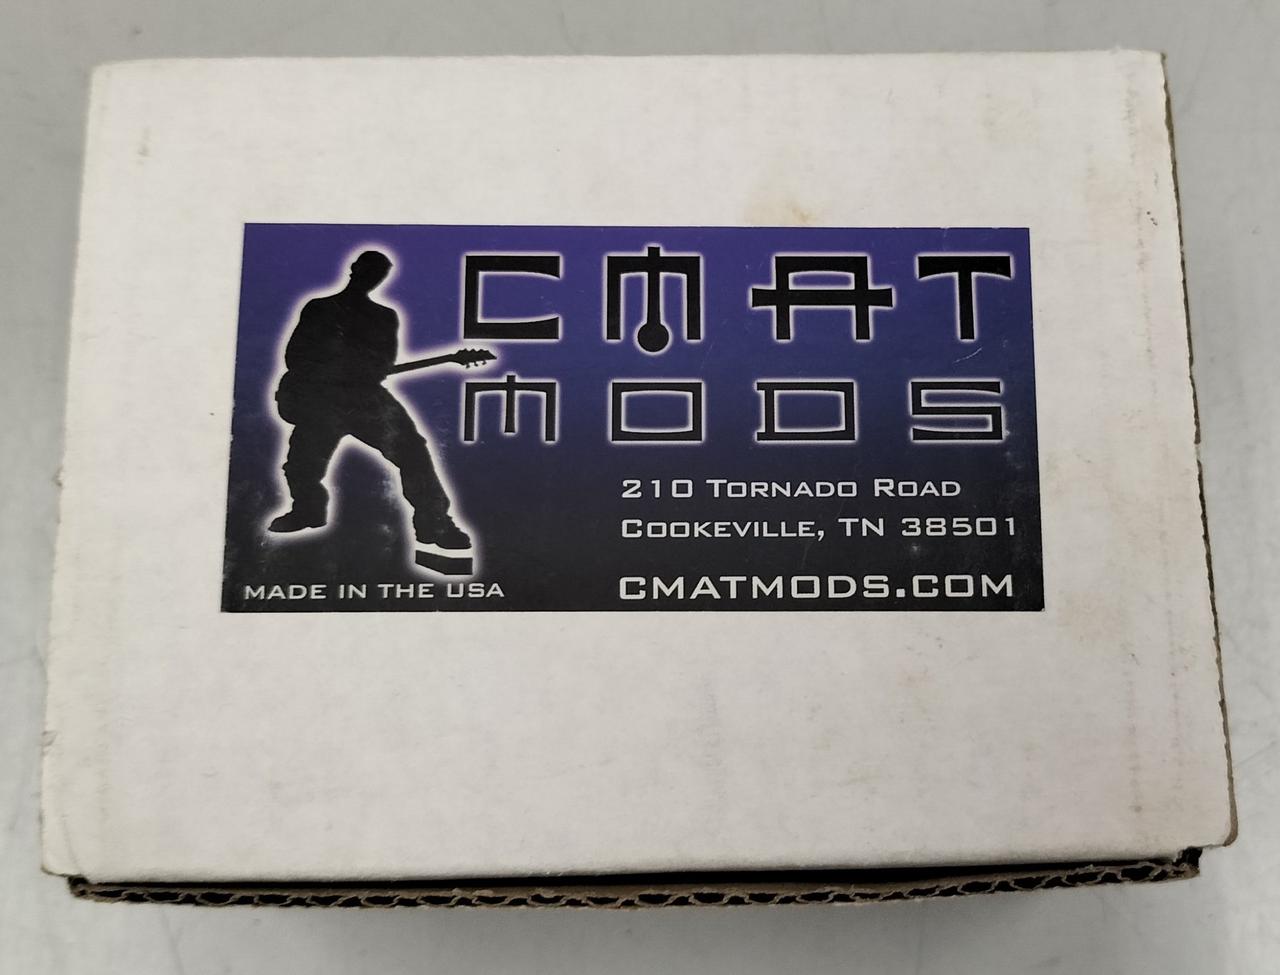 CMAT
MODS
210 TORNADO ROAD
COOKEVILLE, TN 38501
MADE IN THE USA
CMATMODS.COM